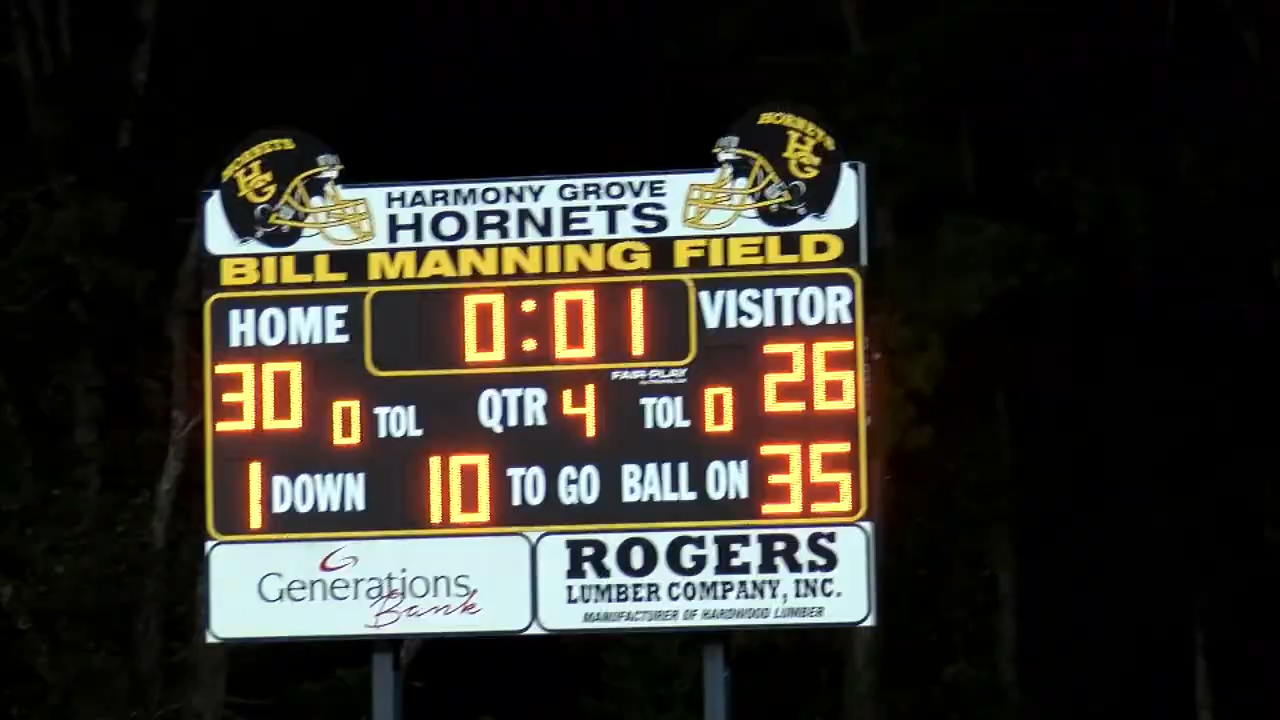 HORNETS
HG
HORNETS
HG
HARMONY GROVE
HORNETS
BILL MANNING FIELD
HOME 0:01 VISITOR
FAIR-PLAY
30 0 TOL QTR 4 TOL 0 26
1 DOWN 10 TO GO BALL ON 35
Generations
Bank
ROGERS
LUMBER COMPANY, INC.
MANUFACTURER OF HARDWOOD LUMBER